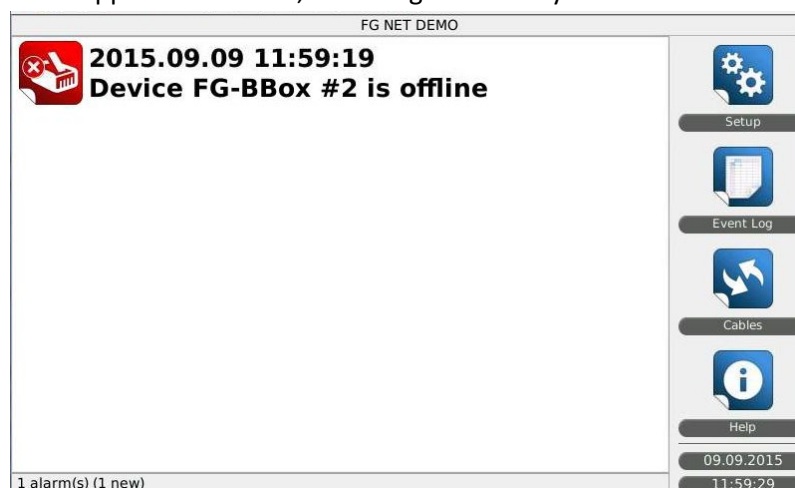 FG NET DEMO
2015.09.09 11:59:19
Device FG-BBox #2 is offline
Setup
Event Log
Cables
Help
09.09.2015
11:59:29
1 alarm(s) (1 new)